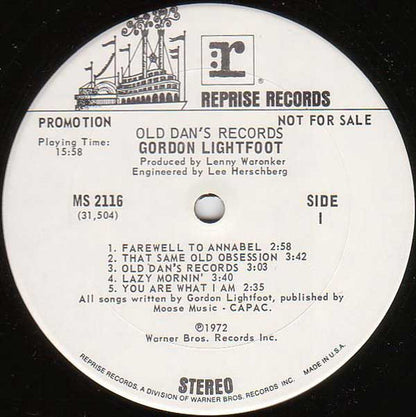 r ®
REPRISE RECORDS
PROMOTION NOT FOR SALE
Playing Time:
15:58
OLD DAN'S RECORDS
GORDON LIGHTFOOT
Produced by Lenny Waronker
Engineered by Lee Herschberg
MS 2116
(31,504)
SIDE
1
1. FAREWELL TO ANNABEL 2:58
2. THAT SAME OLD OBSESSION 3:42
3. OLD DAN'S RECORDS 3:03
4. LAZY MORNIN' 3:40
5. YOU ARE WHAT I AM 2:35
All songs written by Gordon Lightfoot, published by
Moose Music - CAPAC.
℗1972
Warner Bros. Records Inc.
STEREO
REPRISE RECORDS, A DIVISION OF WARNER BROS. RECORDS INC. MADE IN U.S.A.